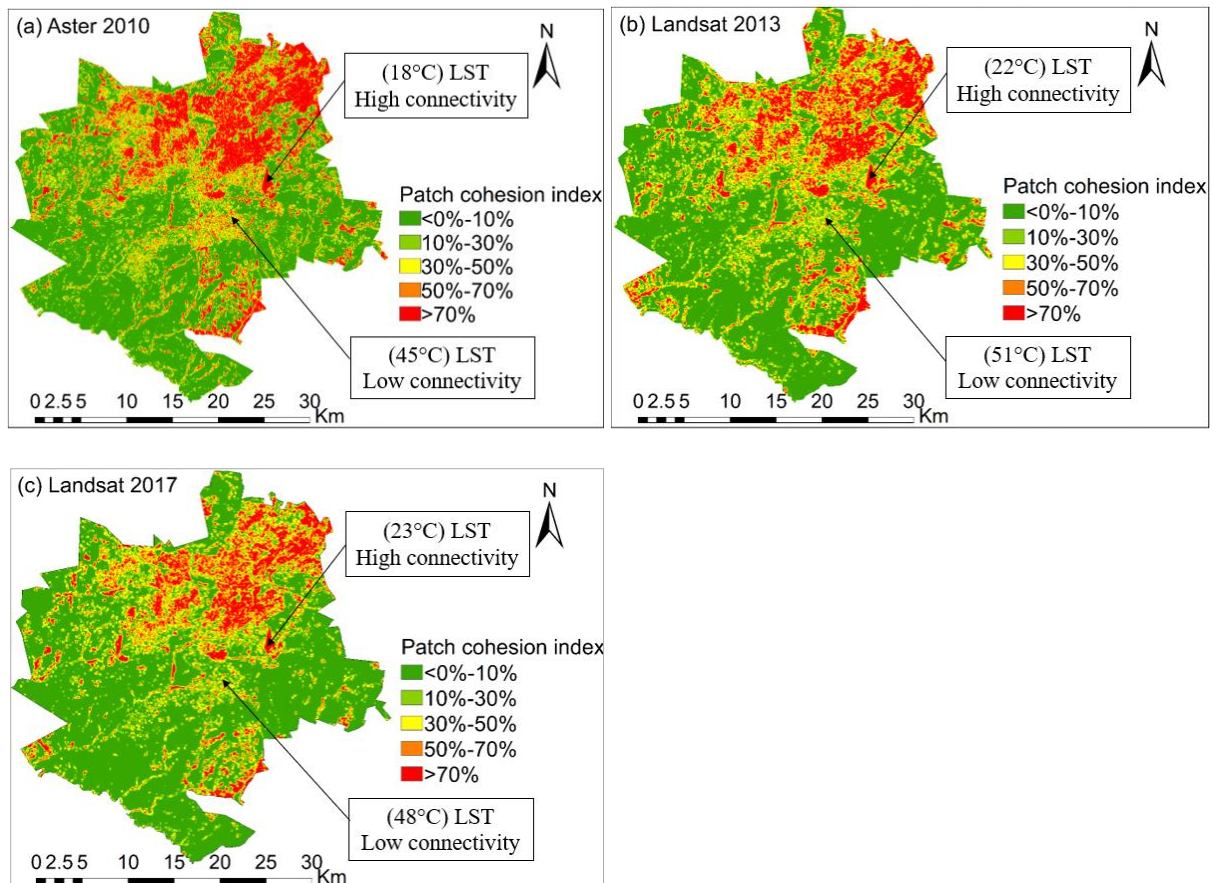 (a) Aster 2010
N
(18°C) LST
High connectivity
Patch cohesion index
<0%-10%
10%-30%
30%-50%
50%-70%
>70%
(45°C) LST
Low connectivity
0 2.5 5 10 15 20 25 30
Km
(b) Landsat 2013
N
(22°C) LST
High connectivity
Patch cohesion index
<0%-10%
10%-30%
30%-50%
50%-70%
>70%
(51°C) LST
Low connectivity
0 2.5 5 10 15 20 25 30
Km
(c) Landsat 2017
N
(23°C) LST
High connectivity
Patch cohesion index
<0%-10%
10%-30%
30%-50%
50%-70%
>70%
(48°C) LST
Low connectivity
0 2.5 5 10 15 20 25 30
Km